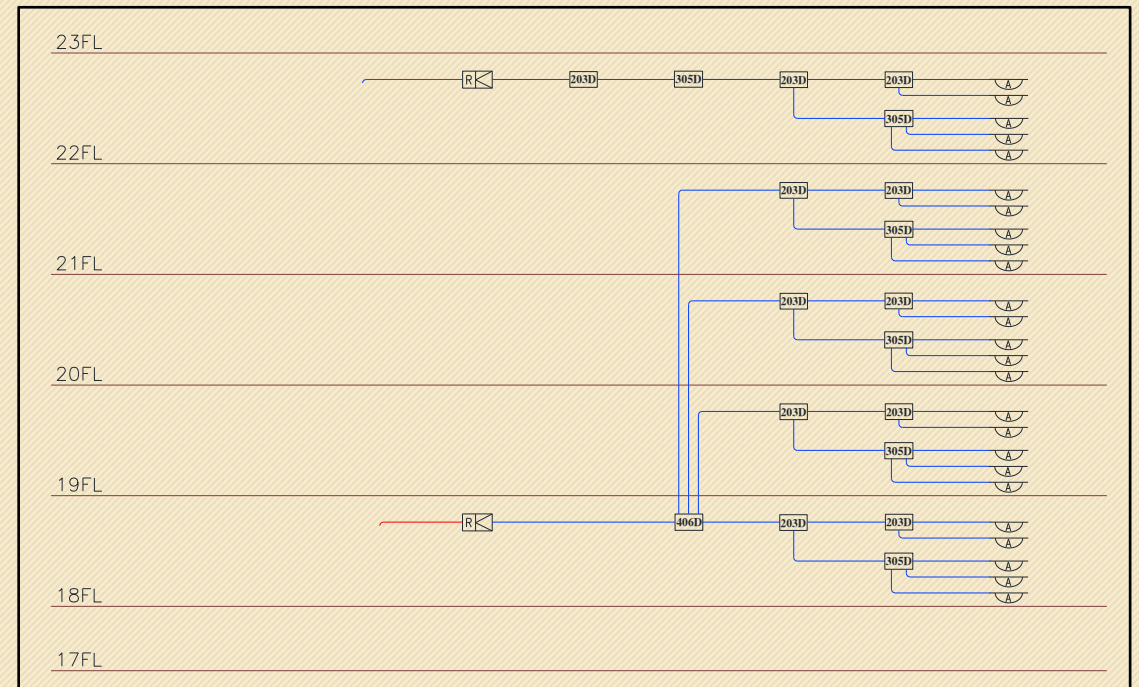 23FL
R 203D 305D 203D 203D A
A
305D A
A
22FL A
203D 203D A
A
305D A
A
21FL A
203D 203D A
A
305D A
A
20FL A
203D 203D A
A
305D A
A
19FL A
R 406D 203D 203D A
A
305D A
A
18FL A
17FL